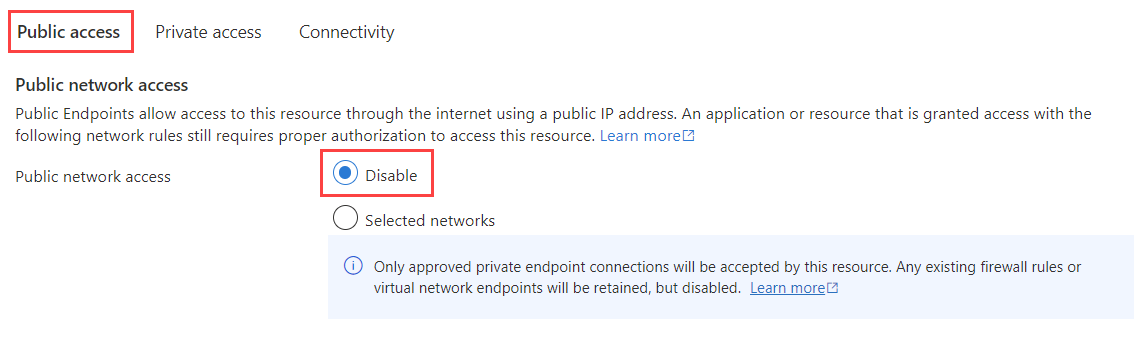 Public access Private access Connectivity
Public network access
Public Endpoints allow access to this resource through the internet using a public IP address. An application or resource that is granted access with the
following network rules still requires proper authorization to access this resource. Learn more
Public network access Disable
Selected networks
Only approved private endpoint connections will be accepted by this resource. Any existing firewall rules or
virtual network endpoints will be retained, but disabled. Learn more